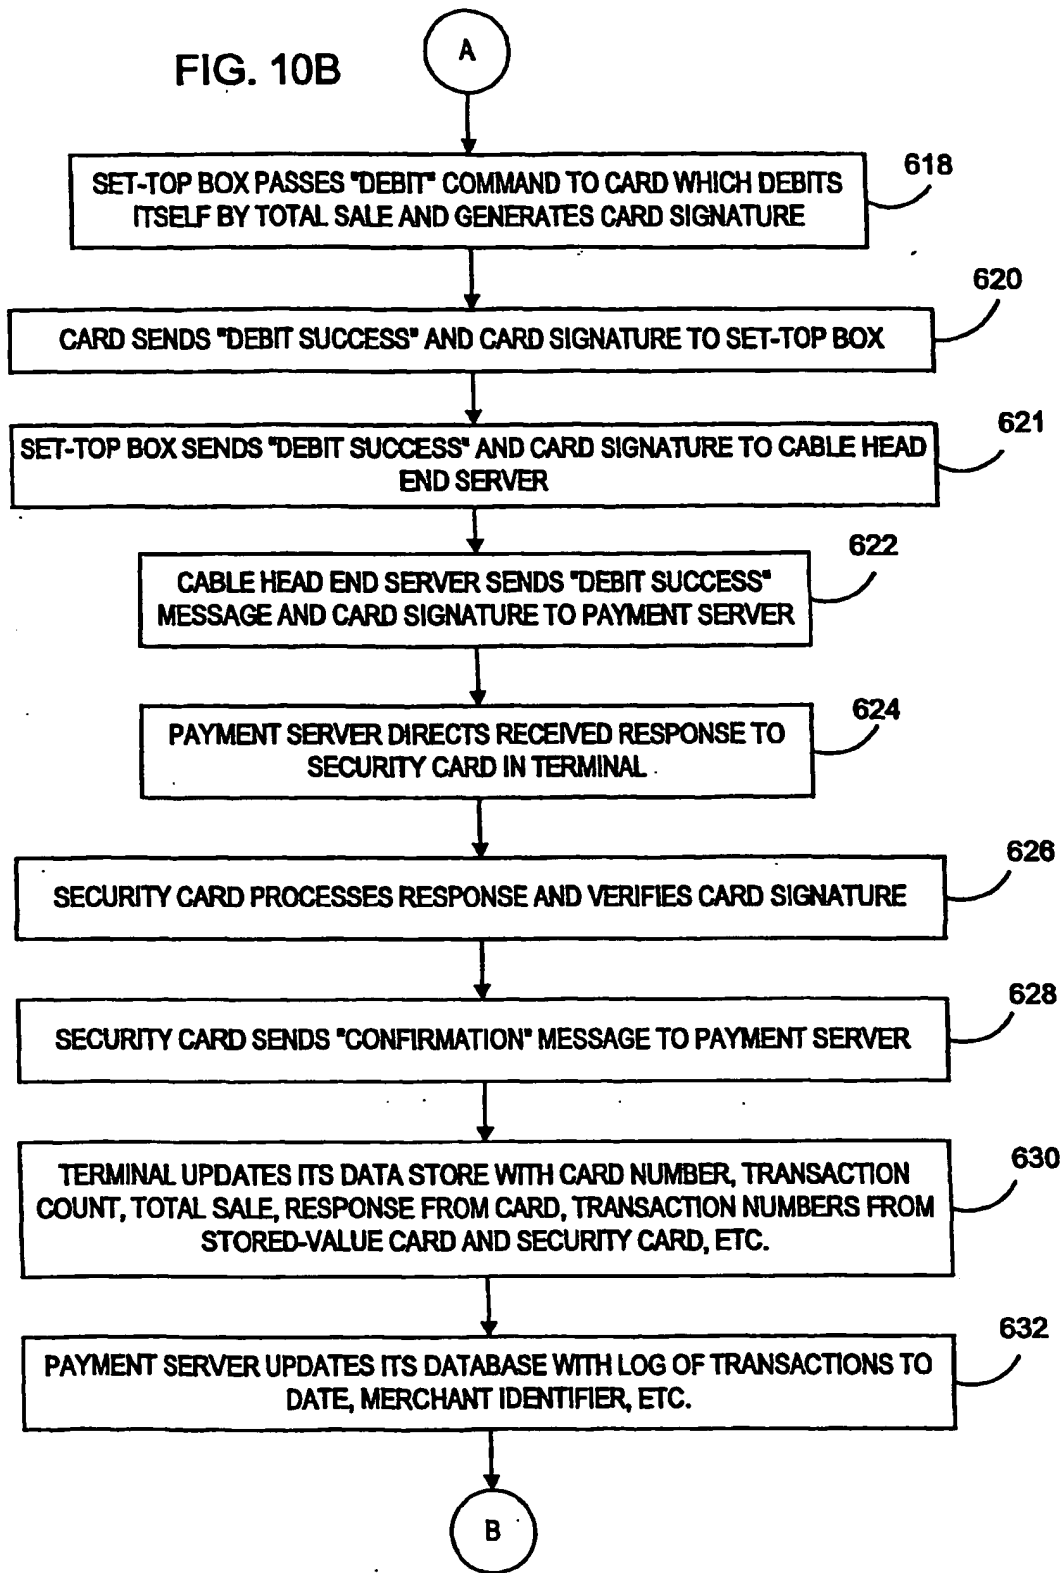 FIG. 10B
A
SET-TOP BOX PASSES "DEBIT" COMMAND TO CARD WHICH DEBITS
ITSELF BY TOTAL SALE AND GENERATES CARD SIGNATURE
618
CARD SENDS "DEBIT SUCCESS" AND CARD SIGNATURE TO SET-TOP BOX
620
SET-TOP BOX SENDS "DEBIT SUCCESS" AND CARD SIGNATURE TO CABLE HEAD
END SERVER
621
CABLE HEAD END SERVER SENDS "DEBIT SUCCESS"
MESSAGE AND CARD SIGNATURE TO PAYMENT SERVER
622
PAYMENT SERVER DIRECTS RECEIVED RESPONSE TO
SECURITY CARD IN TERMINAL
624
SECURITY CARD PROCESSES RESPONSE AND VERIFIES CARD SIGNATURE
626
SECURITY CARD SENDS "CONFIRMATION" MESSAGE TO PAYMENT SERVER
628
TERMINAL UPDATES ITS DATA STORE WITH CARD NUMBER, TRANSACTION
COUNT, TOTAL SALE, RESPONSE FROM CARD, TRANSACTION NUMBERS FROM
STORED-VALUE CARD AND SECURITY CARD, ETC.
630
PAYMENT SERVER UPDATES ITS DATABASE WITH LOG OF TRANSACTIONS TO
DATE, MERCHANT IDENTIFIER, ETC.
632
B